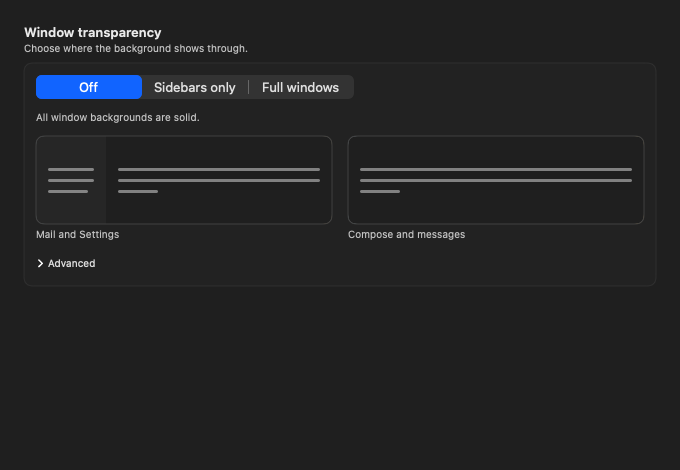 Window transparency
Choose where the background shows through.
Off
Sidebars only
Full windows
All window backgrounds are solid.
Mail and Settings
Compose and messages
Advanced